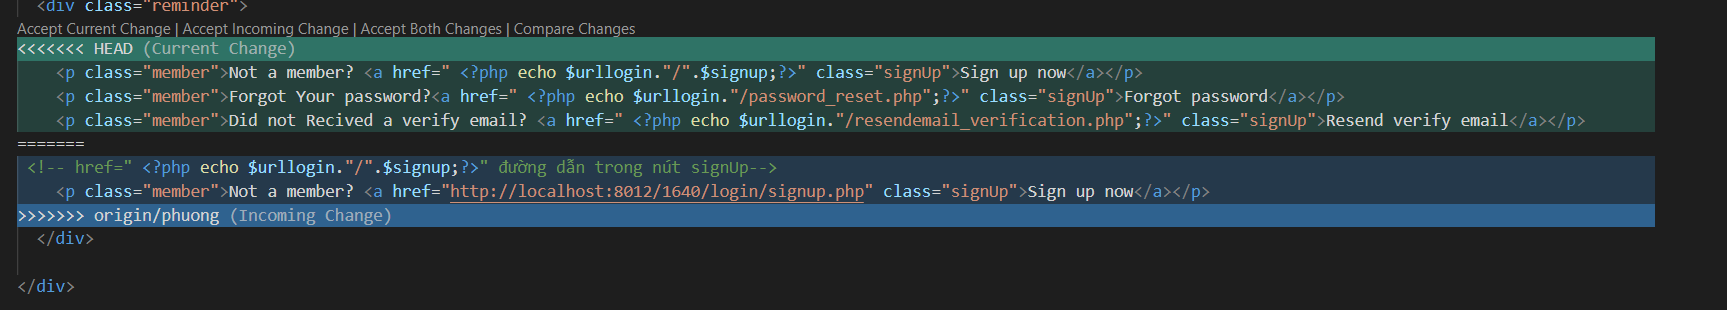 <div class="reminder">
Accept Current Change | Accept Incoming Change | Accept Both Changes | Compare Changes
<<<<<<< HEAD (Current Change)
<p class="member">Not a member? <a href=" <?php echo $urllogin."/".$signup;?>" class="signUp">Sign up now</a></p>
<p class="member">Forgot Your password?<a href=" <?php echo $urllogin."/password_reset.php";?>" class="signUp">Forgot password</a></p>
<p class="member">Did not Recived a verify email? <a href=" <?php echo $urllogin."/resendemail_verification.php";?>" class="signUp">Resend verify email</a></p>
=======
<!-- href=" <?php echo $urllogin."/".$signup;?>" đường dẫn trong nút signUp-->
<p class="member">Not a member? <a href="http://localhost:8012/1640/login/signup.php" class="signUp">Sign up now</a></p>
>>>>>>> origin/phuong (Incoming Change)
</div>
</div>